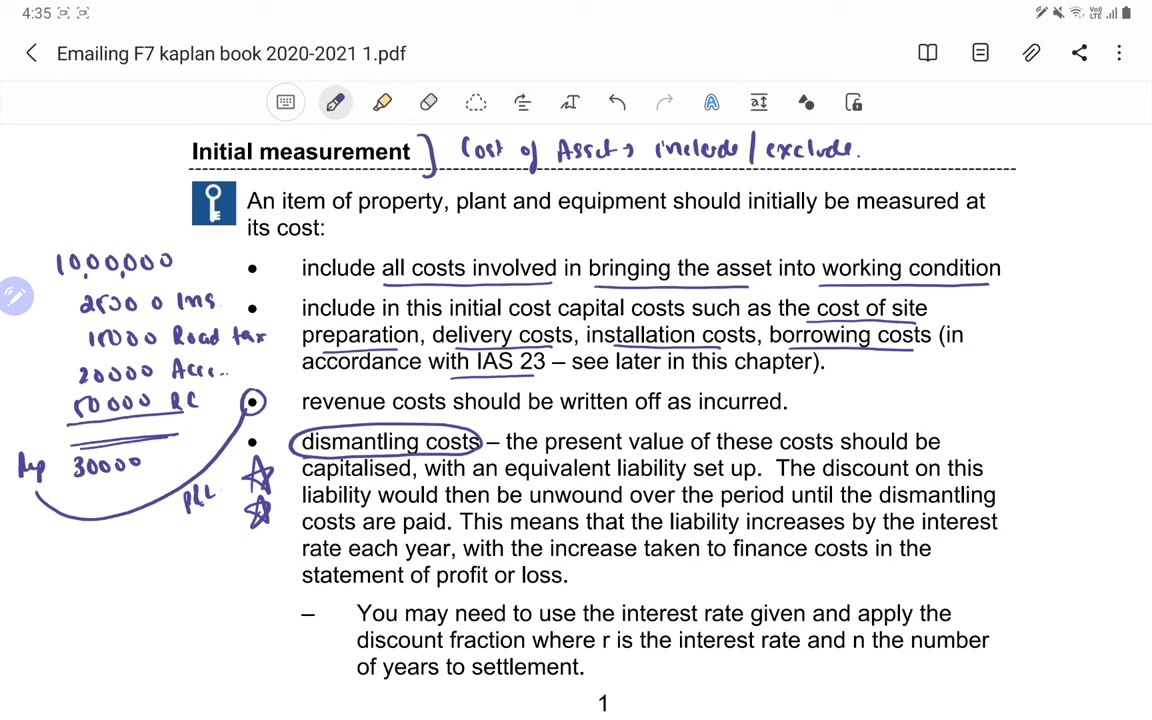 4:35
Vo))
LTE
Emailing F7 kaplan book 2020-2021 1.pdf
Initial measurement } Cost of Asset → include / exclude.
An item of property, plant and equipment should initially be measured at
its cost:
10,00,000
• include all costs involved in bringing the asset into working condition
Ins.
• include in this initial cost capital costs such as the cost of site
Road tax
preparation, delivery costs, installation costs, borrowing costs (in
20000 Acc..
accordance with IAS 23 – see later in this chapter).
RC
• revenue costs should be written off as incurred.
• dismantling costs – the present value of these costs should be
30000
capitalised, with an equivalent liability set up. The discount on this
liability would then be unwound over the period until the dismantling
costs are paid. This means that the liability increases by the interest
rate each year, with the increase taken to finance costs in the
statement of profit or loss.
– You may need to use the interest rate given and apply the
discount fraction where r is the interest rate and n the number
of years to settlement.
1